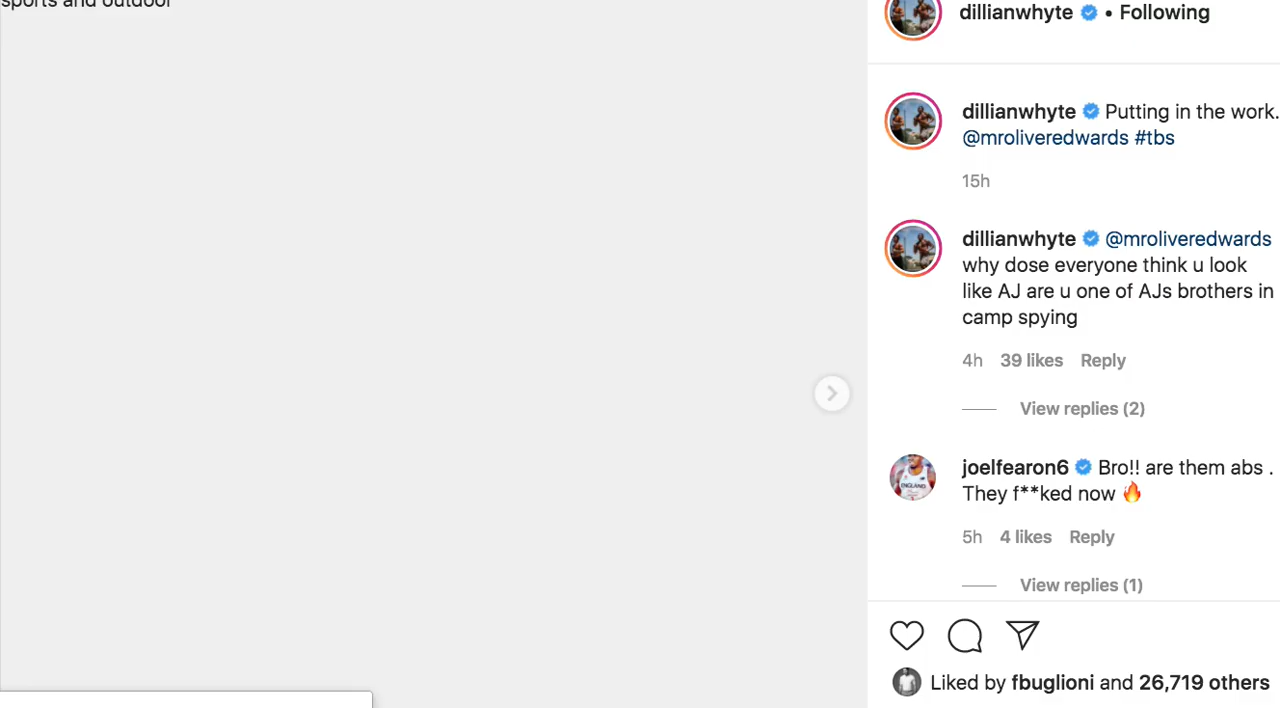 sports and outdoor
dillianwhyte • Following
dillianwhyte Putting in the work.
@mroliveredwards #tbs
15h
dillianwhyte @mroliveredwards
why dose everyone think u look
like AJ are u one of AJs brothers in
camp spying
4h 39 likes Reply
View replies (2)
joelfearon6 Bro!! are them abs .
They f**ked now 🔥
5h 4 likes Reply
View replies (1)
Liked by fbuglioni and 26,719 others